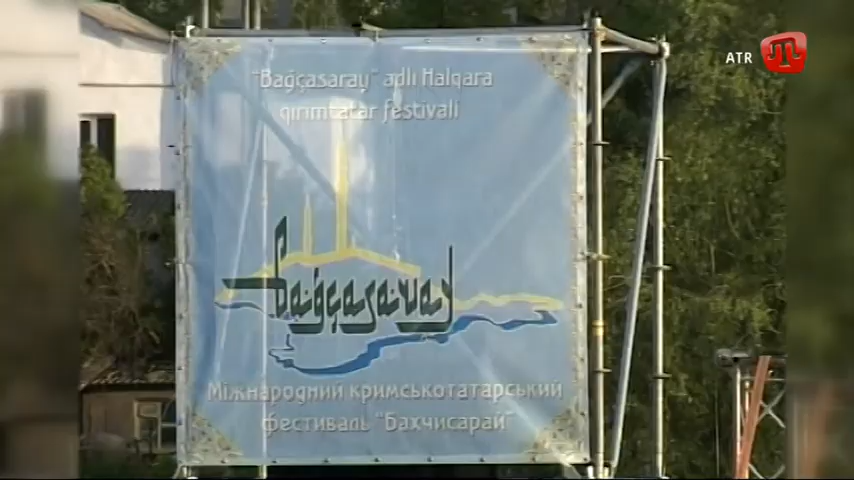 ATR
"Bağçasaray" adlı Halqara
qırımtatar festivali
Bağçasaray
Міжнародний кримськотатарський
фестиваль "Бахчисарай"